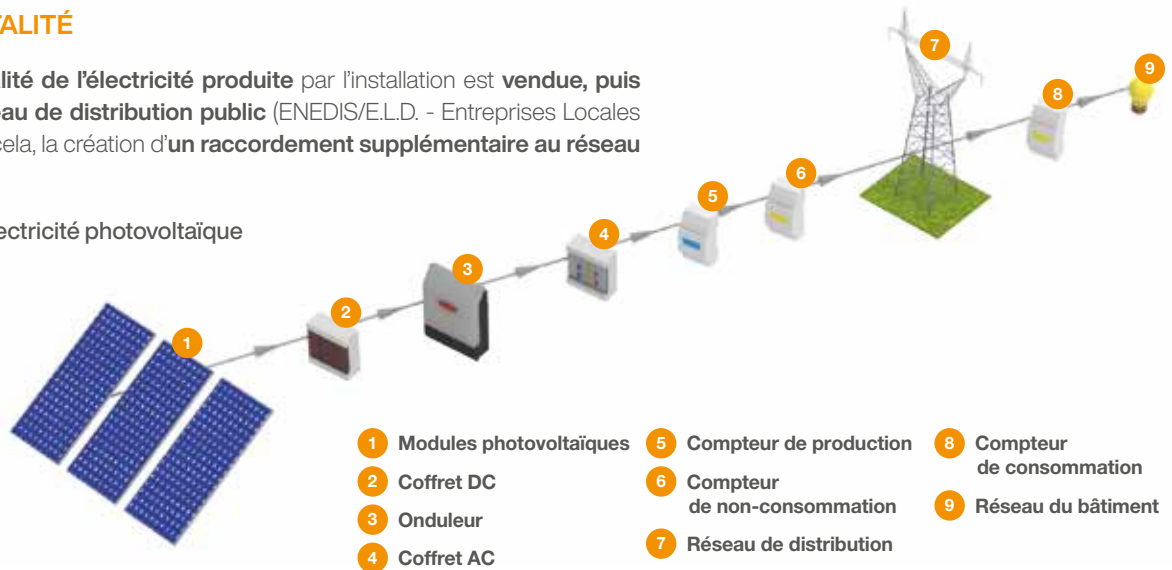 ALITÉ
alité de l'électricité produite par l'installation est vendue, puis
eau de distribution public (ENEDIS/E.L.D. - Entreprises Locales
cela, la création d'un raccordement supplémentaire au réseau
ectricité photovoltaïque
1
2
3
4
5
6
7
8
9
1 Modules photovoltaïques
2 Coffret DC
3 Onduleur
4 Coffret AC
5 Compteur de production
6 Compteur
de non-consommation
7 Réseau de distribution
8 Compteur
de consommation
9 Réseau du bâtiment